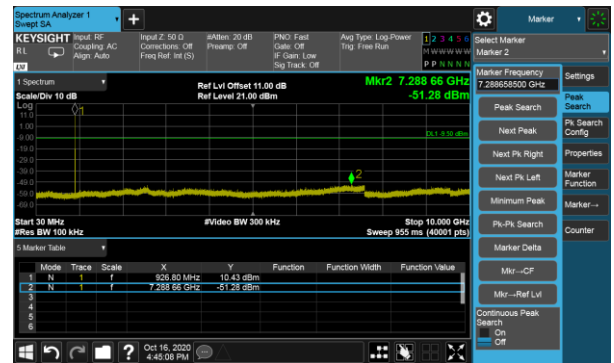 Spectrum Analyzer 1
Swept SA
Marker
KEYSIGHT
RL
Input: RF
Coupling: AC
Align: Auto
Input Z: 50 Ω
Corrections: Off
Freq Ref: Int (S)
#Atten: 20 dB
Preamp: Off
PNO: Fast
Gate: Off
IF Gain: Low
Sig Track: Off
Avg Type: Log-Power
Trig: Free Run
1 2 3 4 5 6
M W W W W W
P P N N N N
LXI
Select Marker
Marker 2
1 Spectrum
Scale/Div 10 dB
Ref Lvl Offset 11.00 dB
Ref Level 21.00 dBm
Mkr2 7.288 66 GHz
-51.28 dBm
Log
11.0
1.00
-9.00
-19.0
-29.0
-39.0
-49.0
-59.0
-69.0
1
DL1 -9.59 dBm
2
Start 30 MHz
#Res BW 100 kHz
#Video BW 300 kHz
Stop 10.000 GHz
Sweep 955 ms (40001 pts)
5 Marker Table
Mode Trace Scale X Y Function Function Width Function Value
1 N 1 f 926.80 MHz 10.43 dBm
2 N 1 f 7.288 66 GHz -51.28 dBm
3
4
5
6
Marker Frequency
7.288658500 GHz
Peak Search
Next Peak
Next Pk Right
Next Pk Left
Minimum Peak
Pk-Pk Search
Marker Delta
Mkr→CF
Mkr→Ref Lvl
Continuous Peak
Search
On
Off
Settings
Peak
Search
Pk Search
Config
Properties
Marker
Function
Marker→
Counter
?
Oct 16, 2020
4:45:08 PM